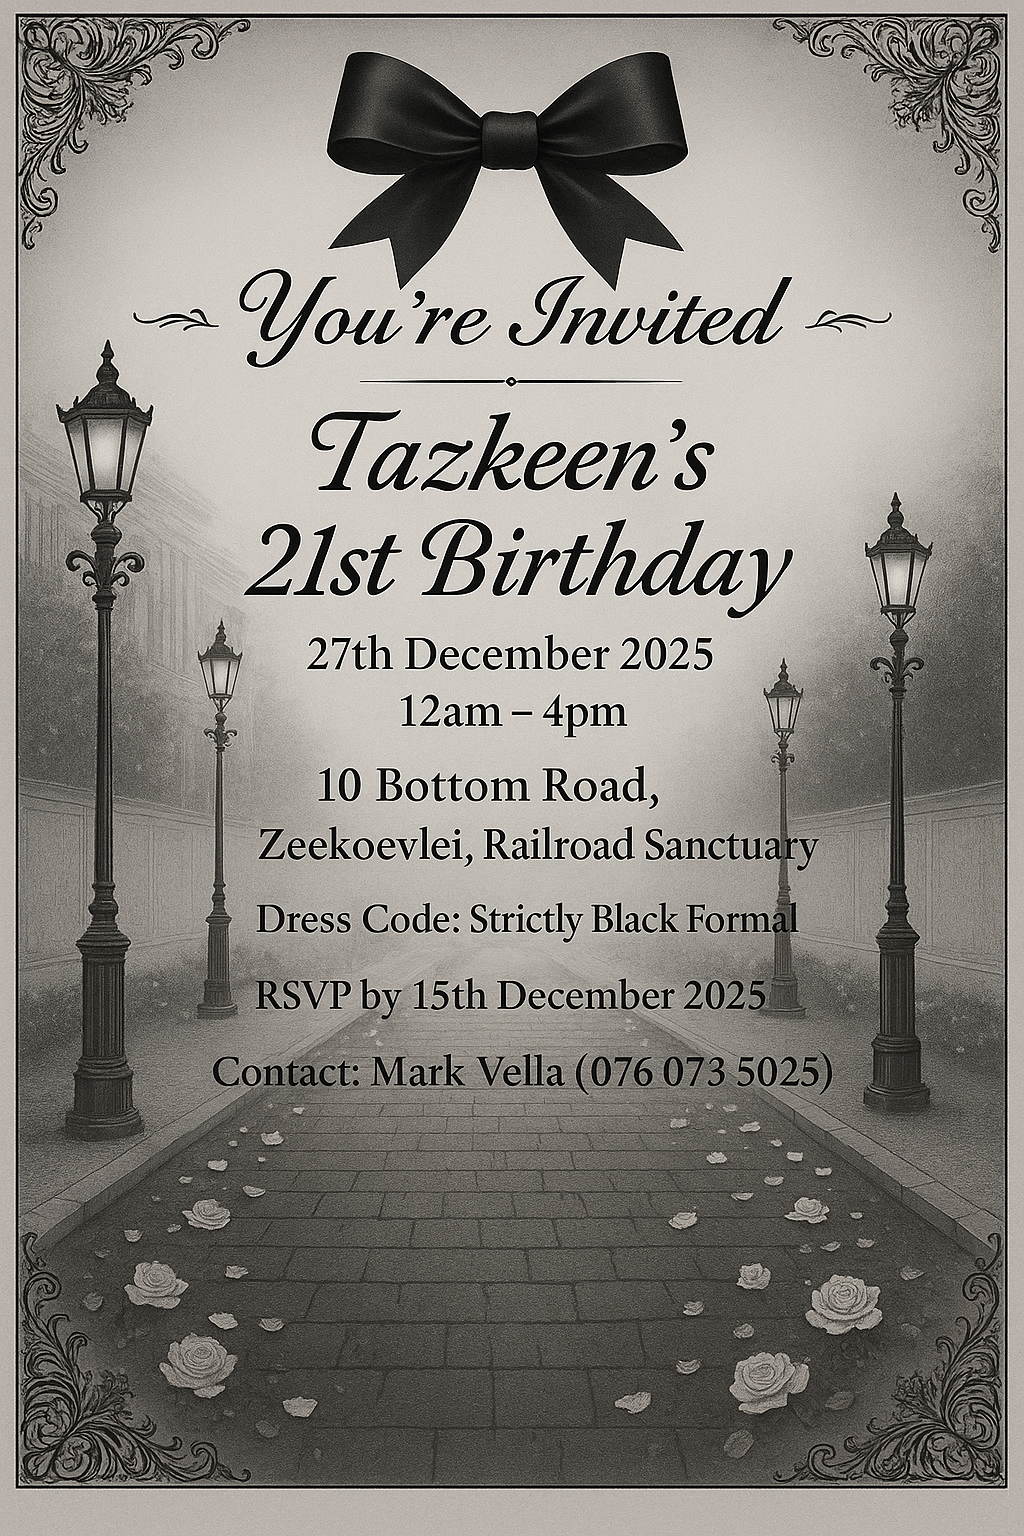 You're Invited
Tazkeen's
21st Birthday
27th December 2025
12am – 4pm
10 Bottom Road,
Zeekoevlei, Railroad Sanctuary
Dress Code: Strictly Black Formal
RSVP by 15th December 2025
Contact: Mark Vella (076 073 5025)